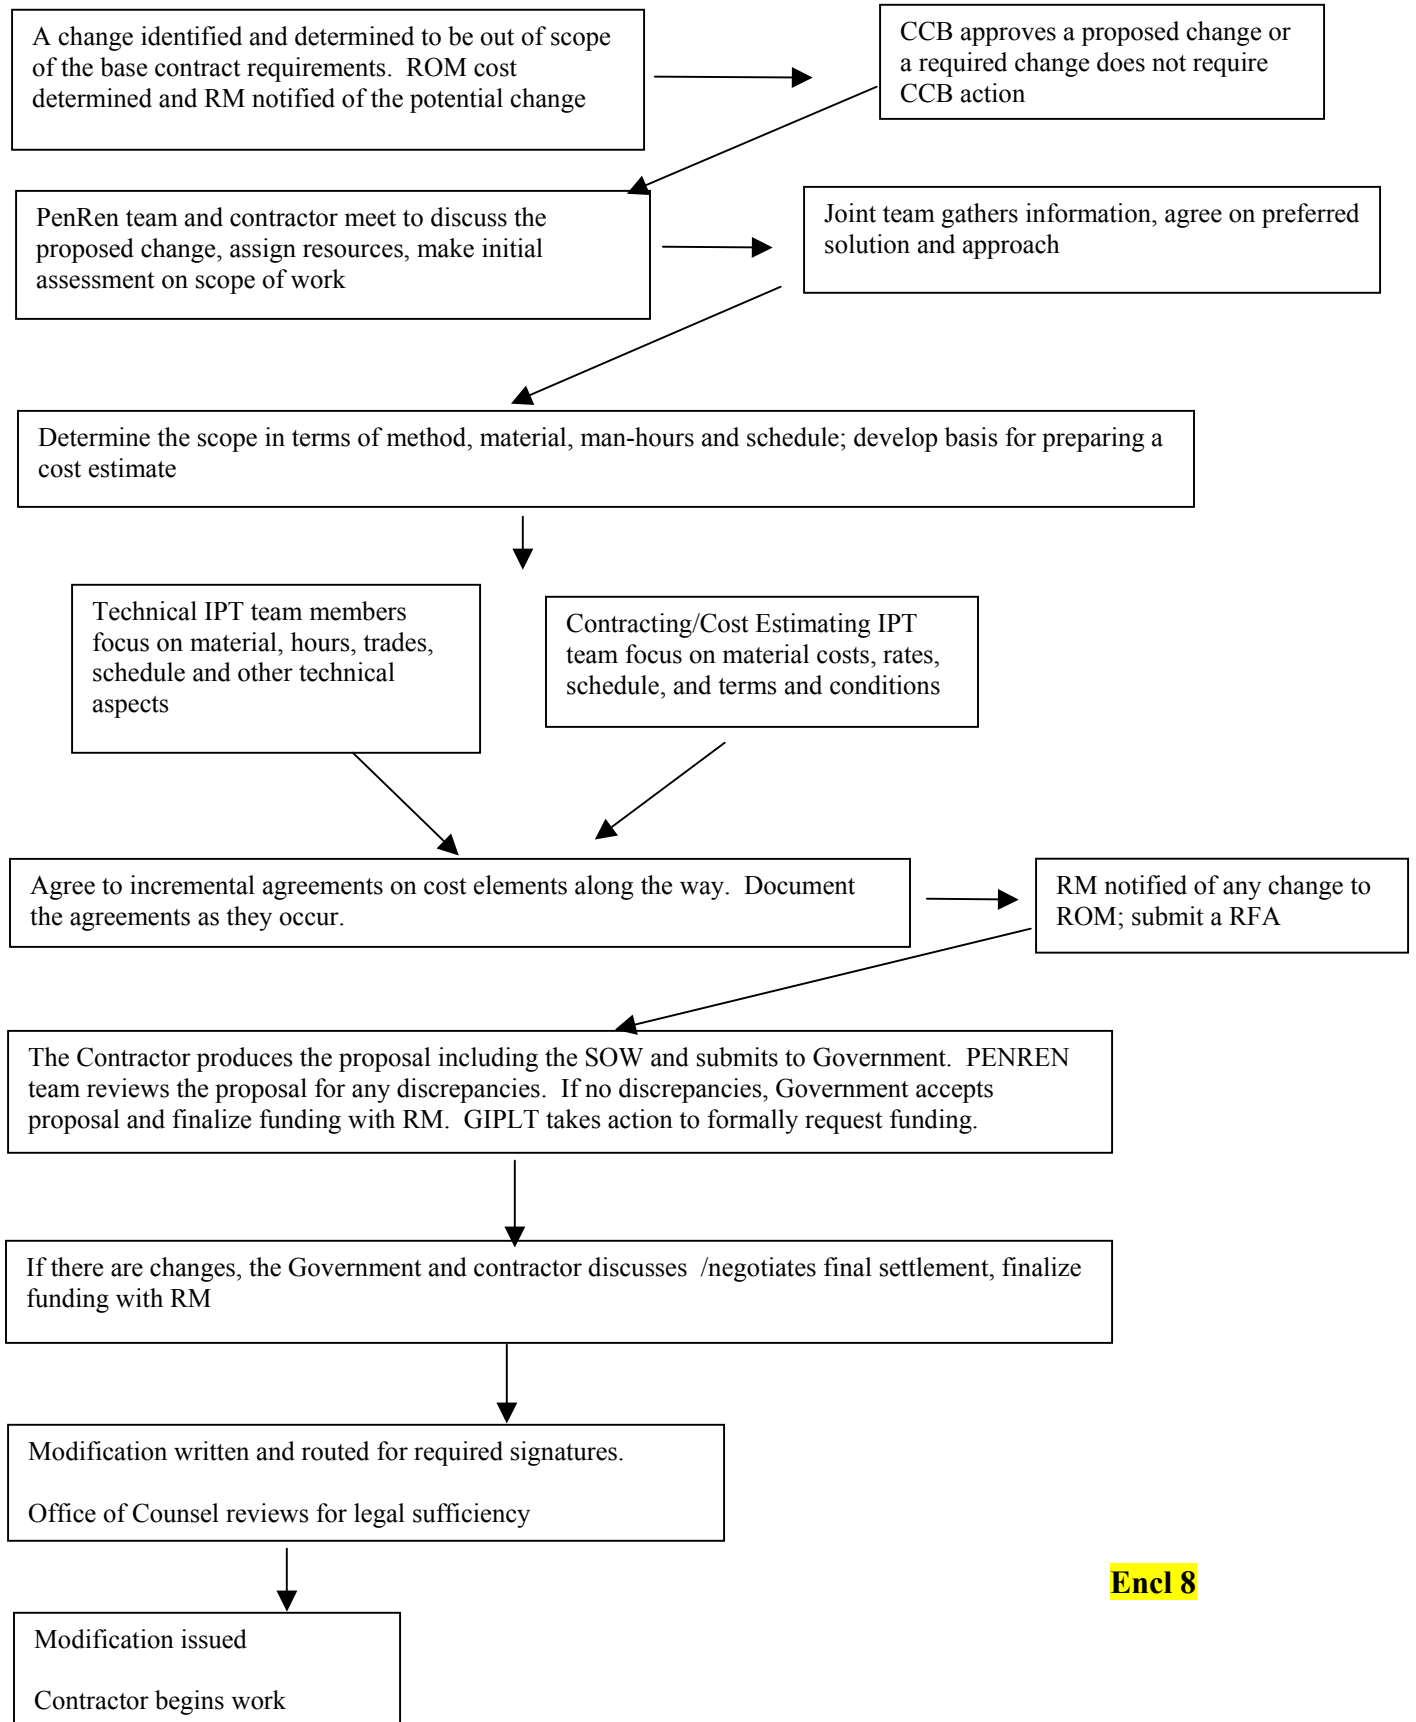 A change identified and determined to be out of scope
of the base contract requirements.  ROM cost
determined and RM notified of the potential change
CCB approves a proposed change or
a required change does not require
CCB action
PenRen team and contractor meet to discuss the
proposed change, assign resources, make initial
assessment on scope of work
Joint team gathers information, agree on preferred
solution and approach
Determine the scope in terms of method, material, man-hours and schedule; develop basis for preparing a
cost estimate
Technical IPT team members
focus on material, hours, trades,
schedule and other technical
aspects
Contracting/Cost Estimating IPT
team focus on material costs, rates,
schedule, and terms and conditions
Agree to incremental agreements on cost elements along the way.  Document
the agreements as they occur.
RM notified of any change to
ROM; submit a RFA
The Contractor produces the proposal including the SOW and submits to Government.  PENREN
team reviews the proposal for any discrepancies.  If no discrepancies, Government accepts
proposal and finalize funding with RM.  GIPLT takes action to formally request funding.
If there are changes, the Government and contractor discusses  /negotiates final settlement, finalize
funding with RM
Modification written and routed for required signatures.
Office of Counsel reviews for legal sufficiency
Encl 8
Modification issued
Contractor begins work